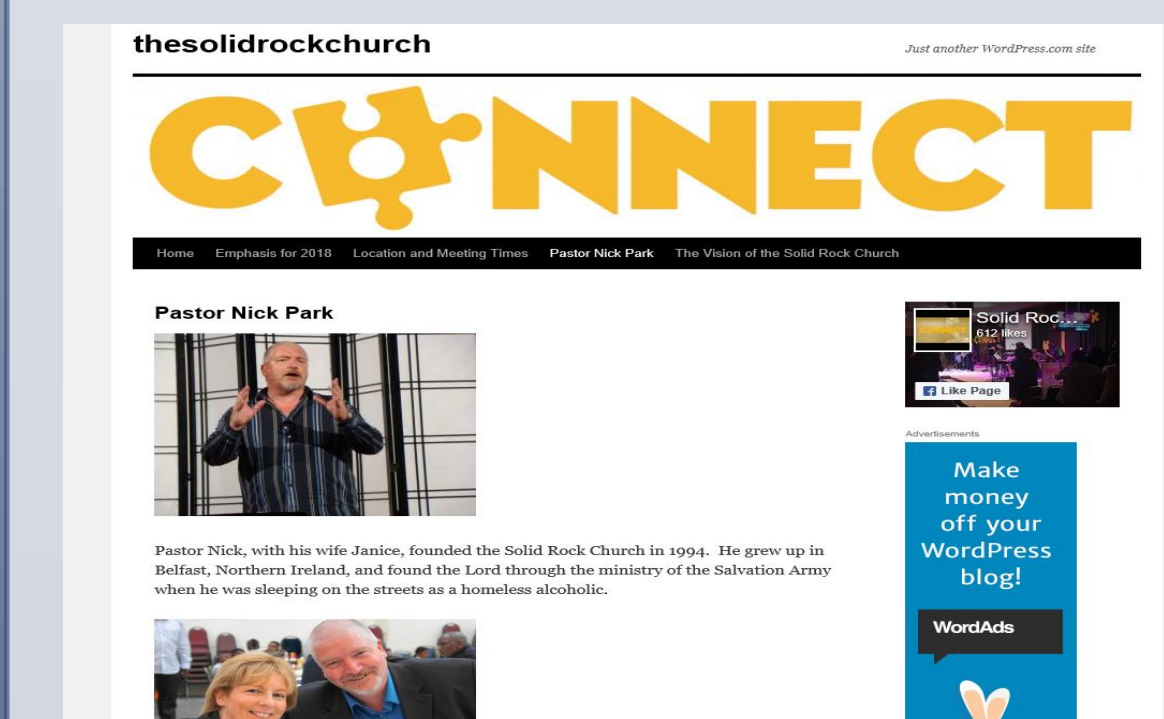 thesolidrockchurch
Just another WordPress.com site
CONNECT
Home Emphasis for 2018 Location and Meeting Times Pastor Nick Park The Vision of the Solid Rock Church
Pastor Nick Park
Pastor Nick, with his wife Janice, founded the Solid Rock Church in 1994. He grew up in
Belfast, Northern Ireland, and found the Lord through the ministry of the Salvation Army
when he was sleeping on the streets as a homeless alcoholic.
Solid Roc...
CONNECT
612 likes
Like Page
Advertisements
Make
money
off your
WordPress
blog!
WordAds